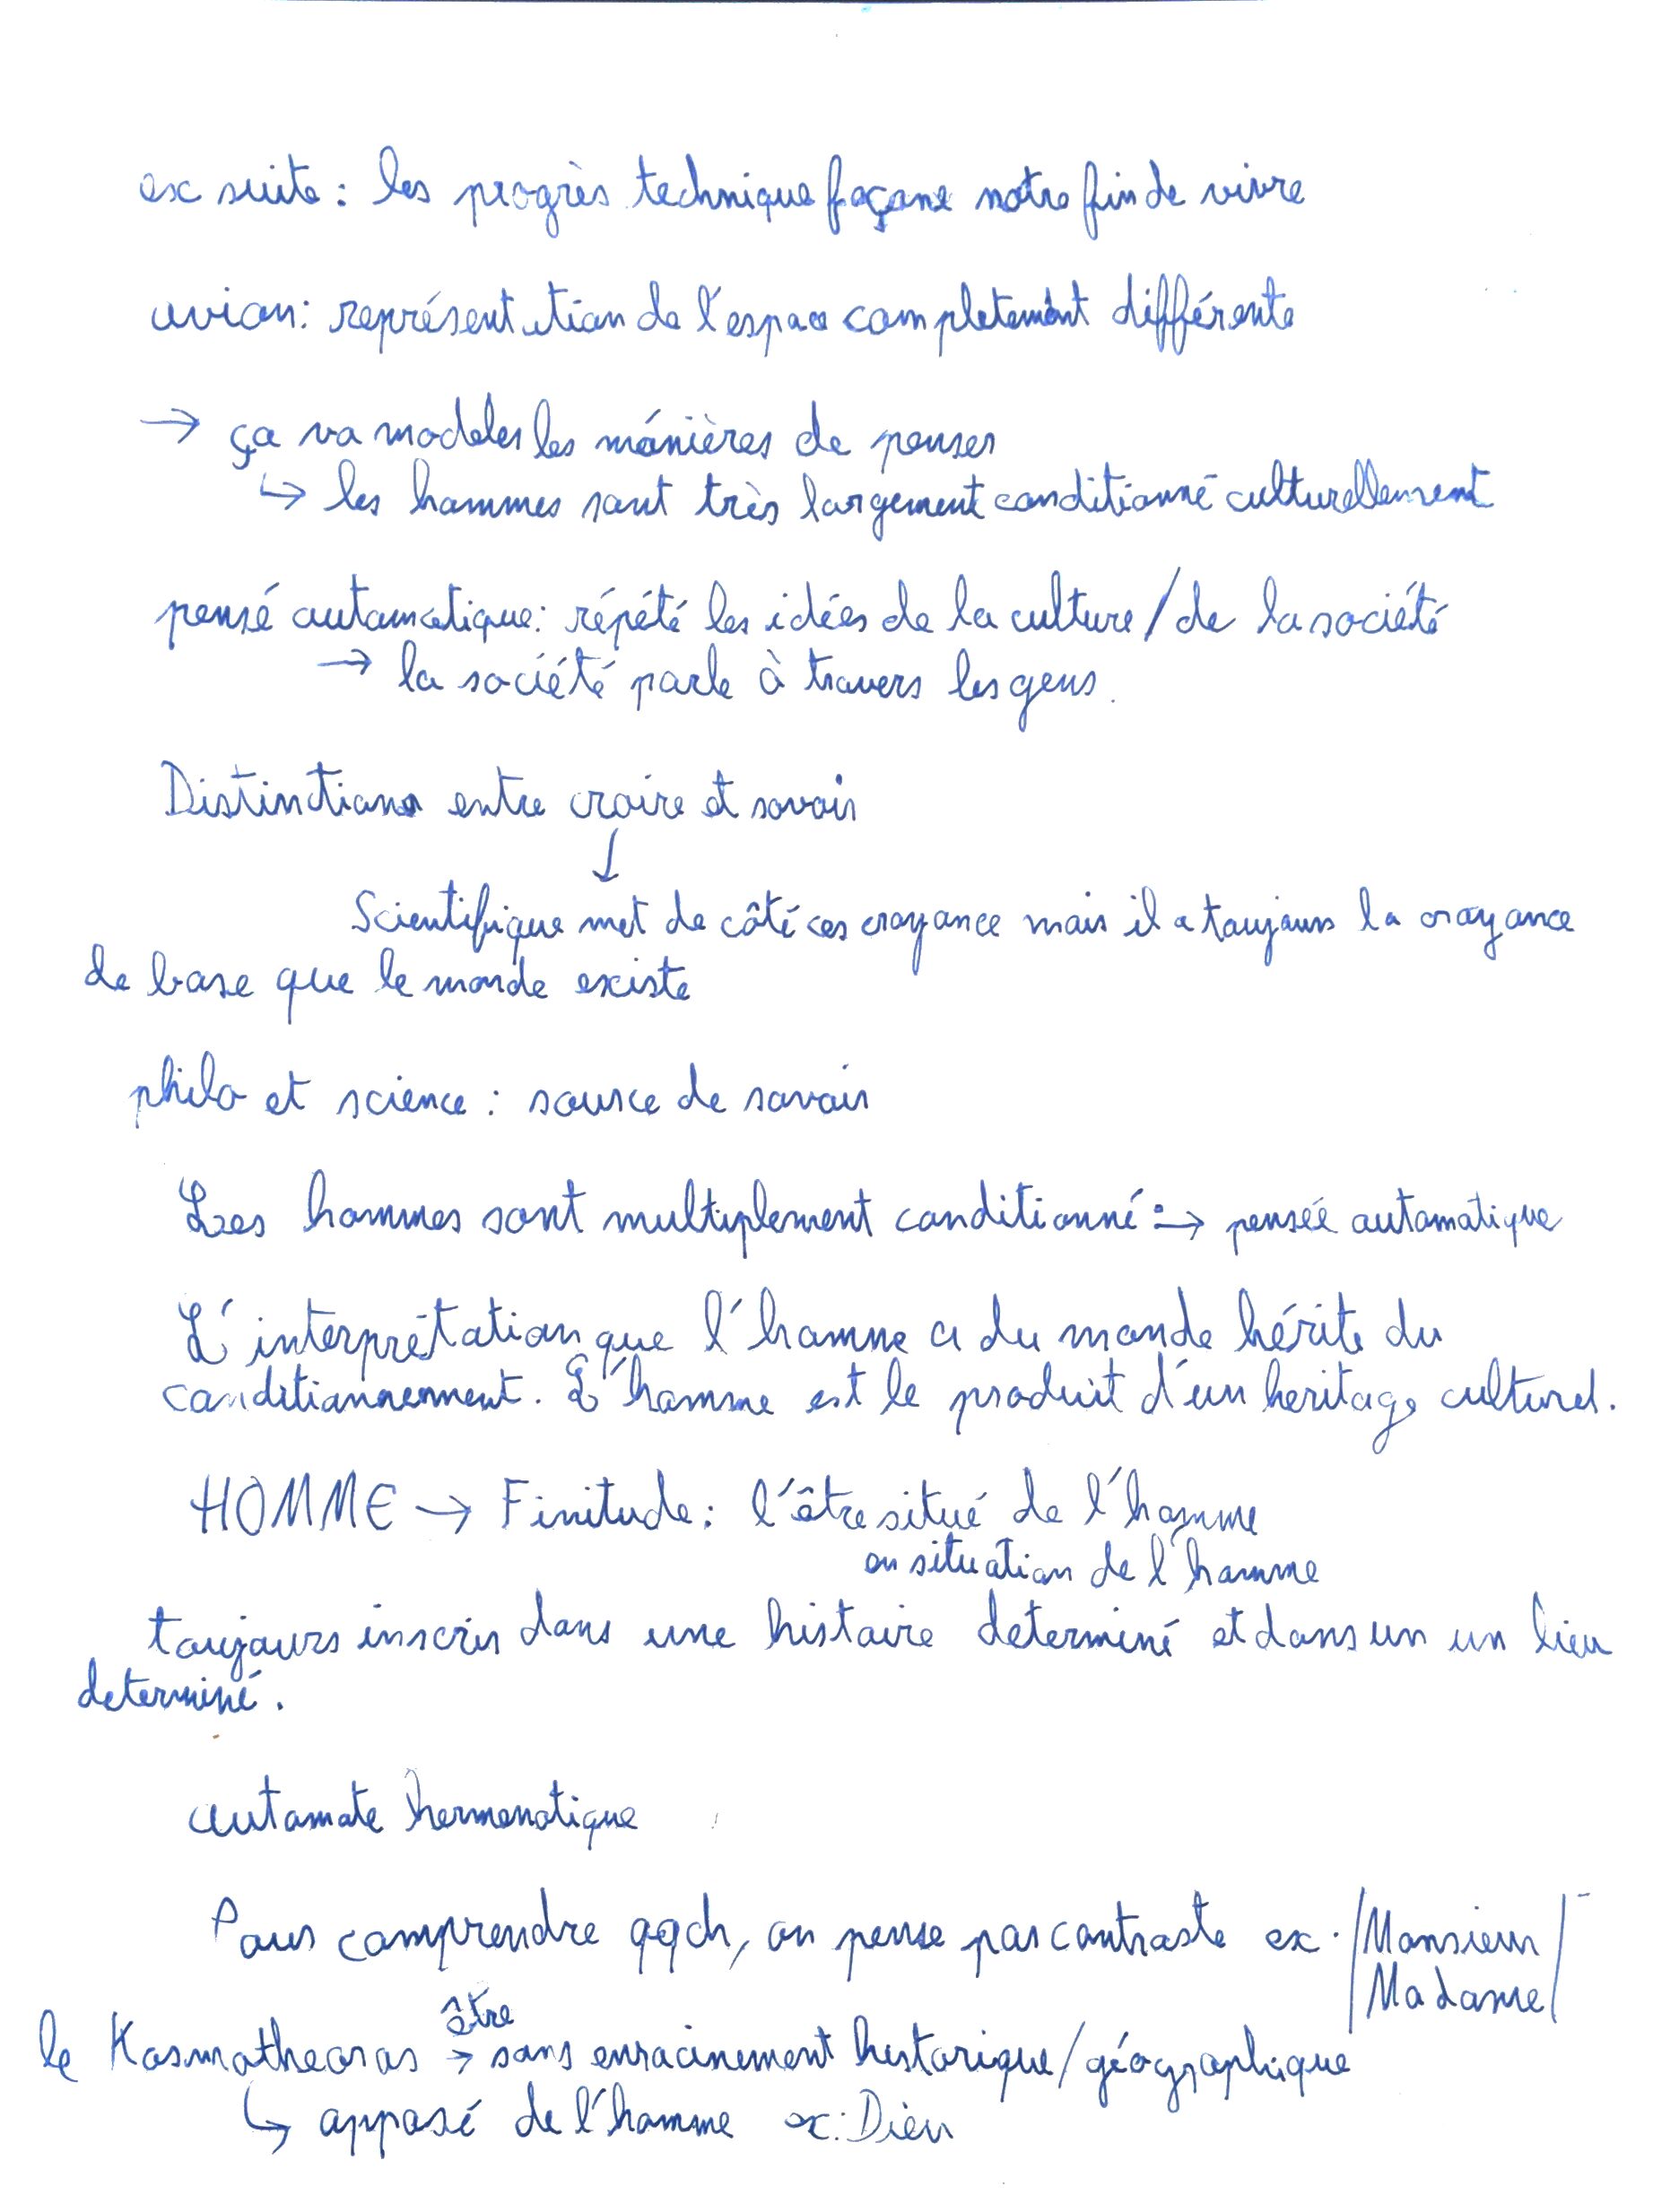 ex suite : les progrès technique façone notre fin de vivre
avion : représentation de l'espace completement différente
→ ça va modeler les mánières de penser
↳ les hommes sont très largement conditionné culturellement
pensé automatique : répété les idées de la culture / de la société
→ la société parle à travers les gens.
Distinctions entre croire et savoir
↓
Scientifique met de côté ces croyance mais il a toujours la croyance
de base que le monde existe
philo et science : source de savoir
Les hommes sont multiplement conditionné : → pensée automatique
L'interprétation que l'homme a du monde hérite du
conditionnement. L'homme est le produit d'un heritage culturel.
HOMME → Finitude : l'être situé de l'homme
ou situation de l'homme
toujours inscris dans une histoire determiné et dans un un lieu
determiné.
automate hermenotique
Pour comprendre qqch, on pense par contraste ex. / Monsieur /
/ Madame /
être
le Kosmotheoros → sans enracinement historique / géographique
↳ opposé de l'homme ex : Dieu